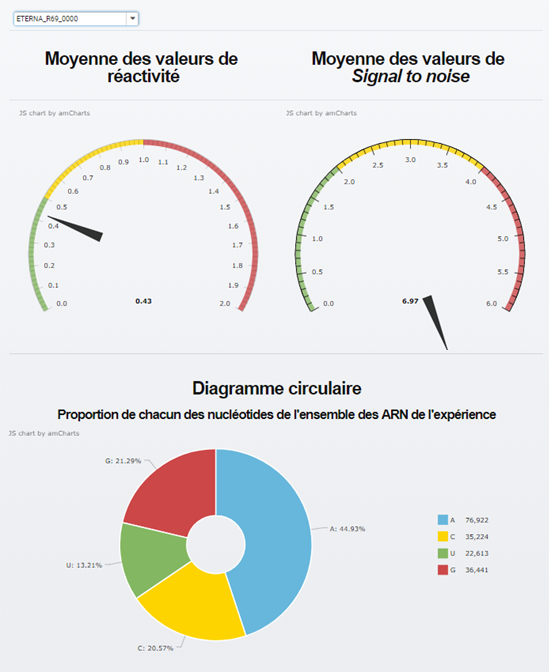 ETERNA_R69_0000
Moyenne des valeurs de
réactivité
JS chart by amCharts
0.0
0.1
0.2
0.3
0.4
0.5
0.6
0.7
0.8
0.9
1.0
1.1
1.2
1.3
1.4
1.5
1.6
1.7
1.8
1.9
2.0
0.43
Moyenne des valeurs de
Signal to noise
JS chart by amCharts
0.0
0.5
1.0
1.5
2.0
2.5
3.0
3.5
4.0
4.5
5.0
5.5
6.0
6.97
Diagramme circulaire
Proportion de chacun des nucléotides de l'ensemble des ARN de l'expérience
JS chart by amCharts
G: 21.29%
A: 44.93%
U: 13.21%
C: 20.57%
A 76,922
C 35,224
U 22,613
G 36,441